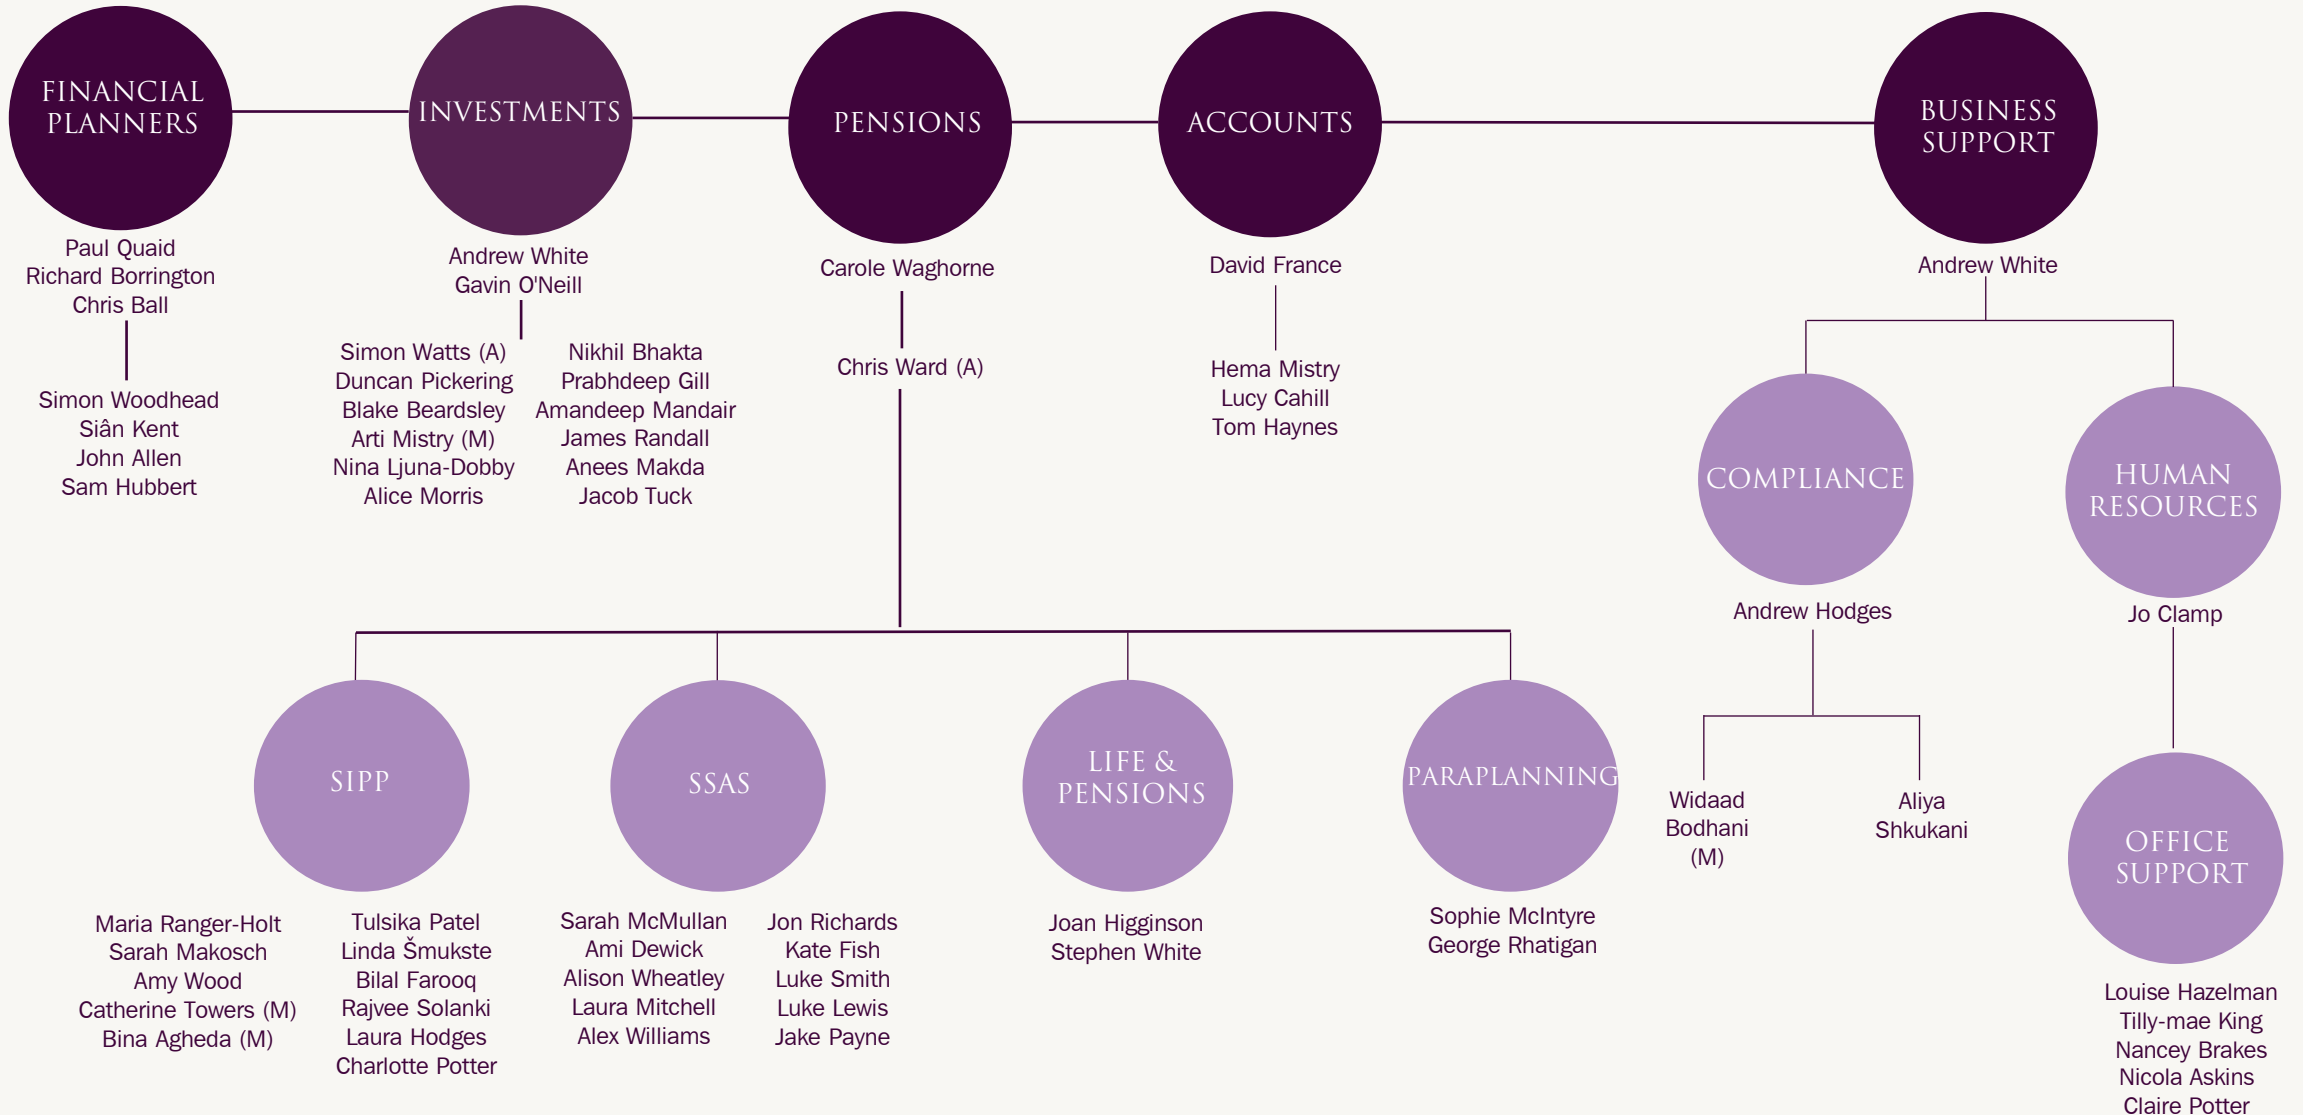 FINANCIAL
PLANNERS
INVESTMENTS
PENSIONS
ACCOUNTS
BUSINESS
SUPPORT
Paul Quaid
Richard Borrington
Chris Ball
Simon Woodhead
Siân Kent
John Allen
Sam Hubbert
Andrew White
Gavin O'Neill
Simon Watts (A)
Duncan Pickering
Blake Beardsley
Arti Mistry (M)
Nina Ljuna-Dobby
Alice Morris
Nikhil Bhakta
Prabhdeep Gill
Amandeep Mandair
James Randall
Anees Makda
Jacob Tuck
Carole Waghorne
Chris Ward (A)
David France
Hema Mistry
Lucy Cahill
Tom Haynes
Andrew White
COMPLIANCE
HUMAN
RESOURCES
Andrew Hodges
Jo Clamp
Widaad
Bodhani
(M)
Aliya
Shkukani
OFFICE
SUPPORT
Louise Hazelman
Tilly-mae King
Nancey Brakes
Nicola Askins
Claire Potter
SIPP
SSAS
LIFE &
PENSIONS
PARAPLANNING
Maria Ranger-Holt
Sarah Makosch
Amy Wood
Catherine Towers (M)
Bina Agheda (M)
Tulsika Patel
Linda Šmukste
Bilal Farooq
Rajvee Solanki
Laura Hodges
Charlotte Potter
Sarah McMullan
Ami Dewick
Alison Wheatley
Laura Mitchell
Alex Williams
Jon Richards
Kate Fish
Luke Smith
Luke Lewis
Jake Payne
Joan Higginson
Stephen White
Sophie McIntyre
George Rhatigan